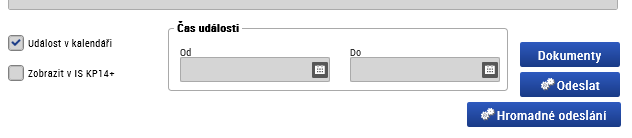 Událost v kalendáři
Zobrazit v IS KP14+
Čas události
Od
Do
Dokumenty
Odeslat
Hromadné odeslání